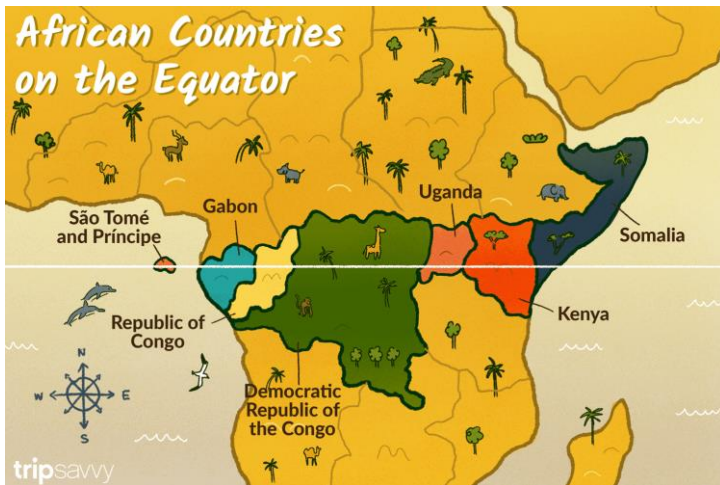 African Countries
on the Equator
São Tomé
and Príncipe
Gabon
Uganda
Somalia
Republic of
Congo
Kenya
Democratic
Republic of
the Congo
N
W
E
S
tripsavvy